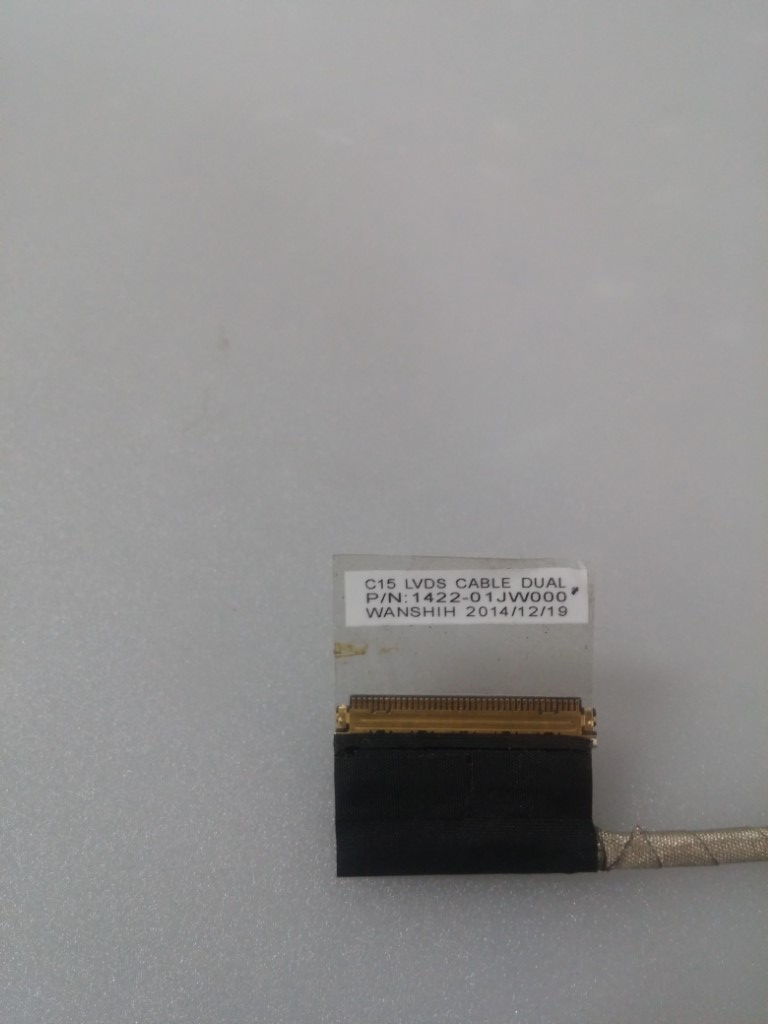 C15 LVDS CABLE DUAL
P/N:1422-01JW000
WANSHIH 2014/12/19